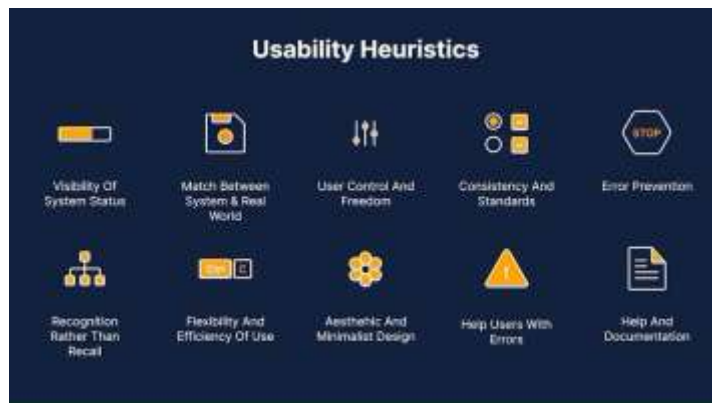 Usability Heuristics
STOP
Visibility Of
System Status
Match Between
System & Real
World
User Control And
Freedom
Consistency And
Standards
Error Prevention
Ctrl C
Recognition
Rather Than
Recall
Flexibility And
Efficiency Of Use
Aesthehic And
Minimalist Design
Help Users With
Errors
Help And
Documentation